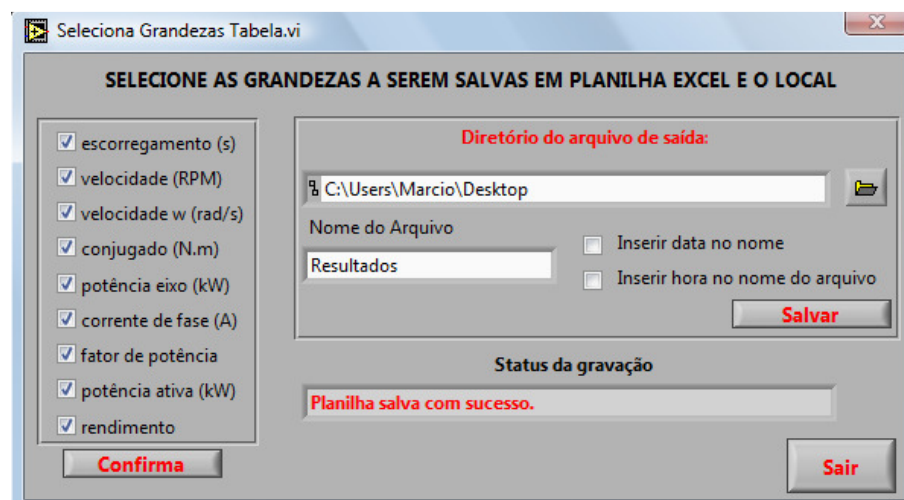 Seleciona Grandezas Tabela.vi
SELECIONE AS GRANDEZAS A SEREM SALVAS EM PLANILHA EXCEL E O LOCAL
escorregamento (s)
velocidade (RPM)
velocidade w (rad/s)
conjugado (N.m)
potência eixo (kW)
corrente de fase (A)
fator de potência
potência ativa (kW)
rendimento
Confirma
Diretório do arquivo de saída:
C:\Users\Marcio\Desktop
Nome do Arquivo
Resultados
Inserir data no nome
Inserir hora no nome do arquivo
Salvar
Status da gravação
Planilha salva com sucesso.
Sair